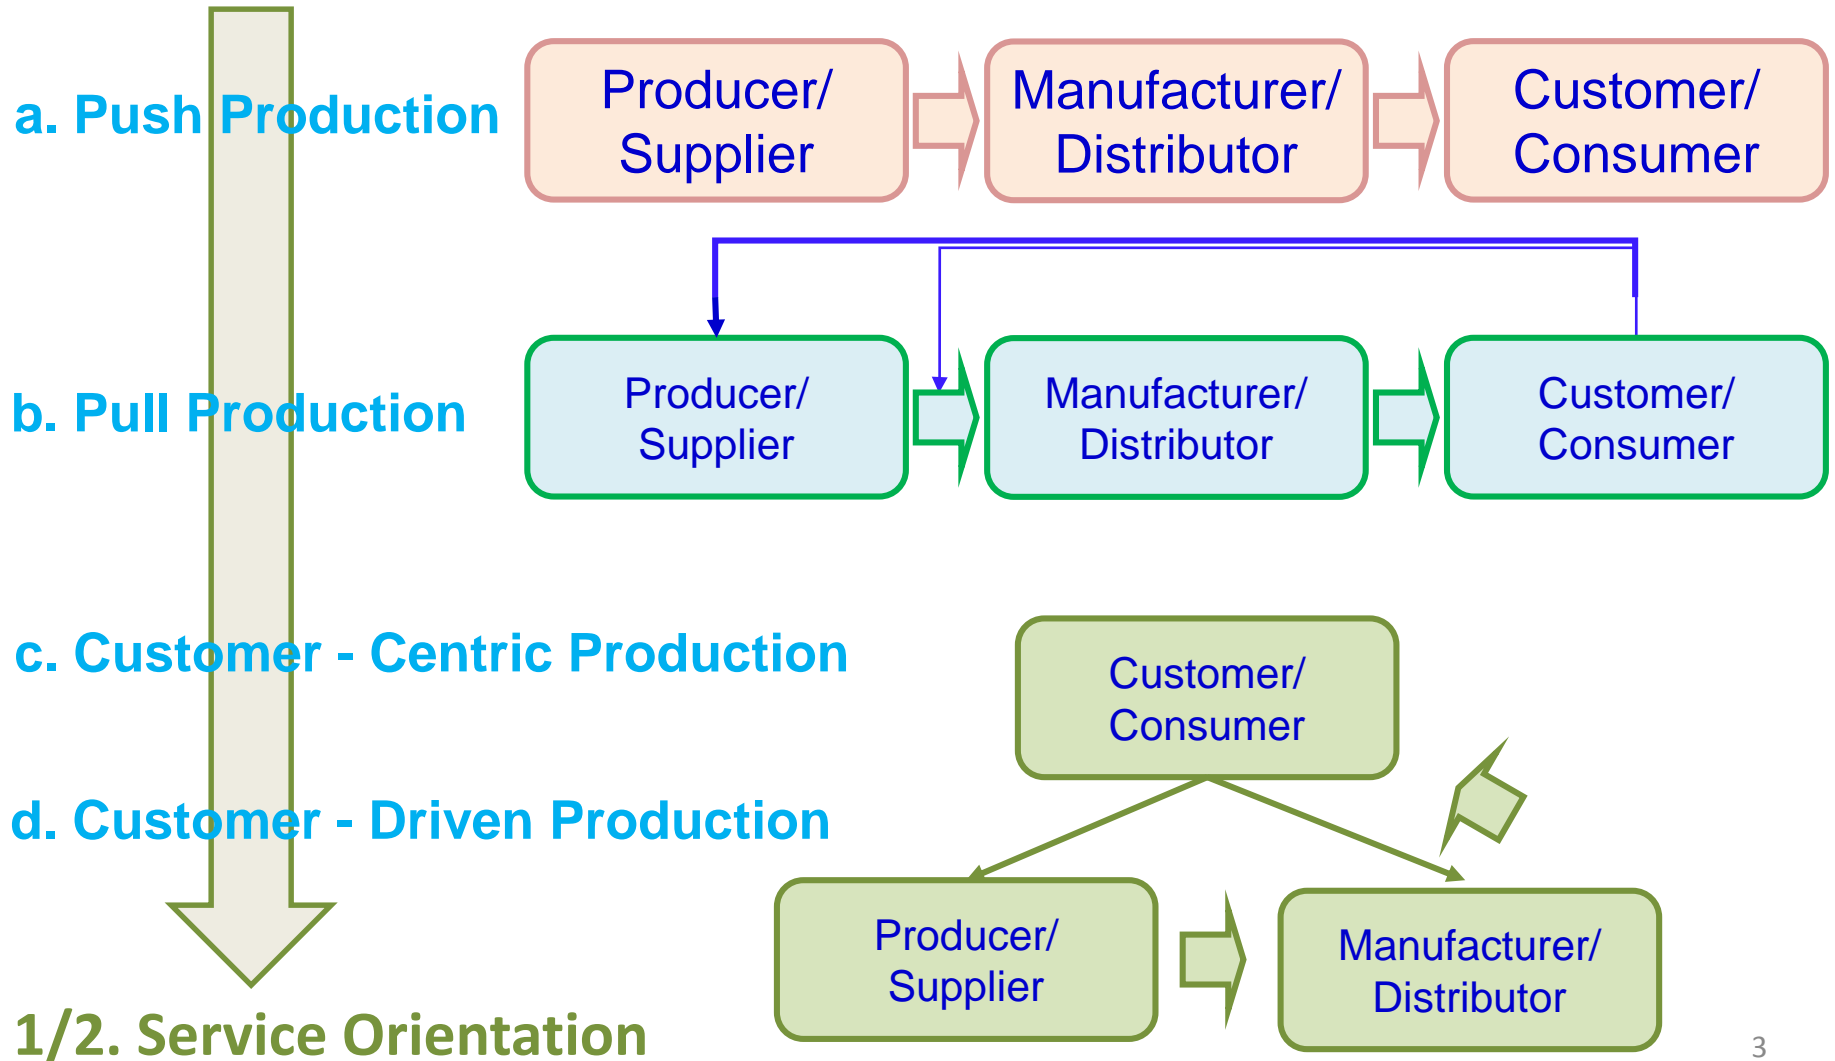 a. Push Production
Producer/
Supplier
Manufacturer/
Distributor
Customer/
Consumer
b. Pull Production
Producer/
Supplier
Manufacturer/
Distributor
Customer/
Consumer
c. Customer - Centric Production
Customer/
Consumer
d. Customer - Driven Production
Producer/
Supplier
Manufacturer/
Distributor
1/2. Service Orientation
3